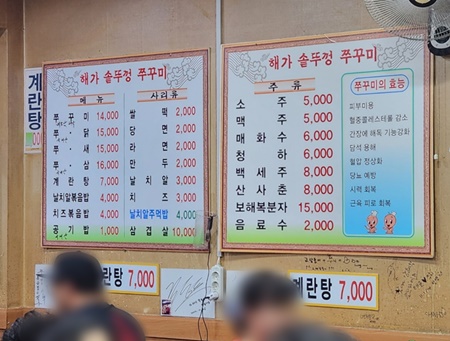 해가 솥뚜껑 쭈꾸미
메뉴
쭈꾸미 14,000
쭈·닭 15,000
쭈·새 15,000
쭈·삼 16,000
계란탕 7,000
날치알볶음밥 4,000
치즈볶음밥 4,000
공기밥 1,000
사리류
쌀떡 2,000
당면 2,000
라면 2,000
만두 2,000
날치알 3,000
치즈 3,000
날치알주먹밥 4,000
삼겹살 10,000
해가 솥뚜껑 쭈꾸미
주류
소주 5,000
맥주 5,000
매화수 6,000
청하 6,000
백세주 8,000
산사춘 8,000
보해복분자 15,000
음료수 2,000
쭈꾸미의 효능
피부미용
혈중콜레스테롤 감소
간장에 해독 기능강화
담석 용해
혈압 정상화
당뇨 예방
시력 회복
근육 피로 회복
계란탕
계란탕 7,000
계란탕 7,000